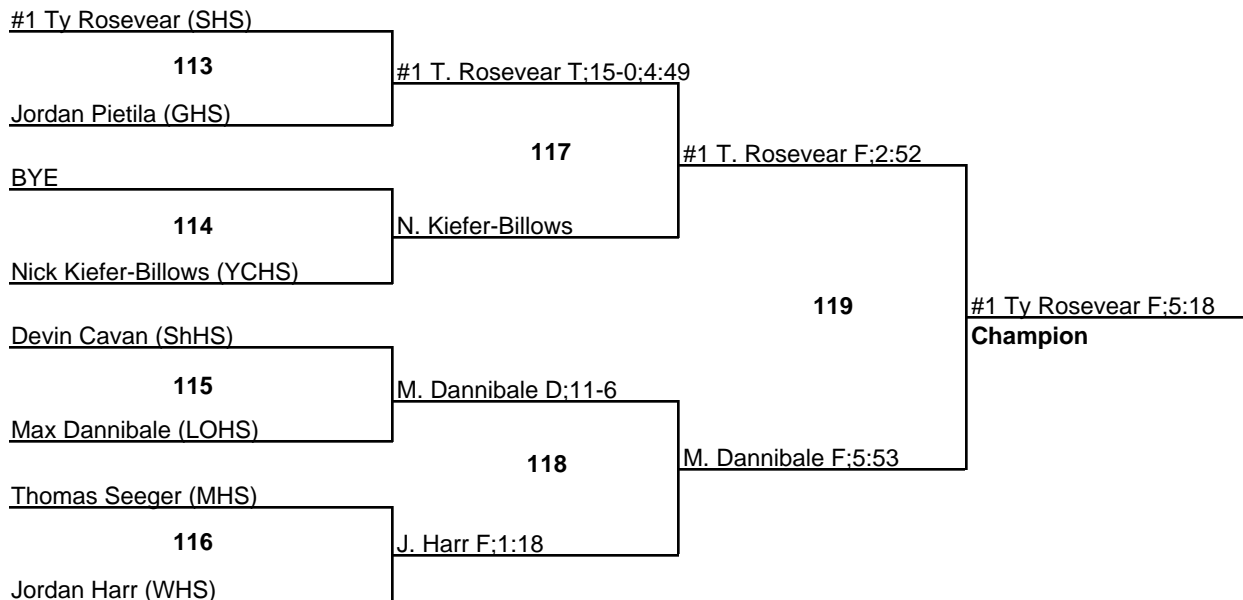 #1 Ty Rosevear (SHS)
113
#1 T. Rosevear T;15-0;4:49
Jordan Pietila (GHS)
117
#1 T. Rosevear F;2:52
BYE
114
N. Kiefer-Billows
Nick Kiefer-Billows (YCHS)
119
#1 Ty Rosevear F;5:18
Champion
Devin Cavan (ShHS)
115
M. Dannibale D;11-6
Max Dannibale (LOHS)
118
M. Dannibale F;5:53
Thomas Seeger (MHS)
116
J. Harr F;1:18
Jordan Harr (WHS)